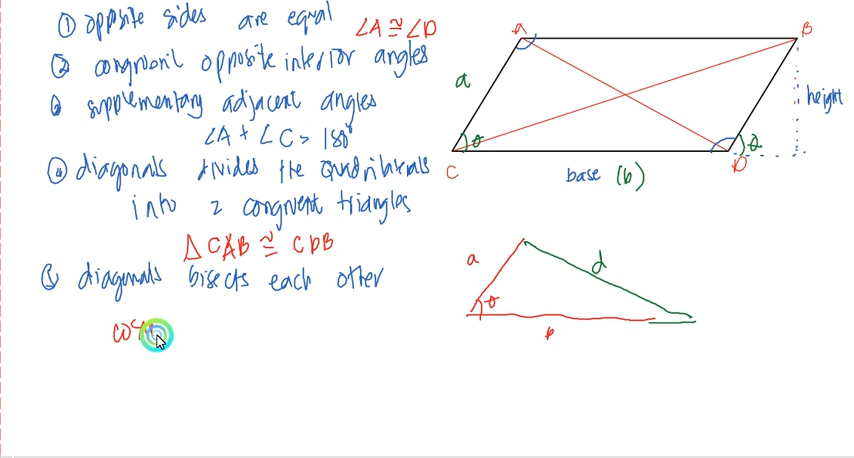 ① opposite sides are equal
∠A ≅ ∠D
② congruent opposite interior angles
③ supplementary adjacent angles
∠A + ∠C = 180°
④ diagonals divides the quadrilaterals
into 2 congruent triangles
△ CAB ≅ CDB
⑤ diagonals bisects each other
cos
A
B
a
θ
θ
height
C
D
base (b)
a
d
θ
b